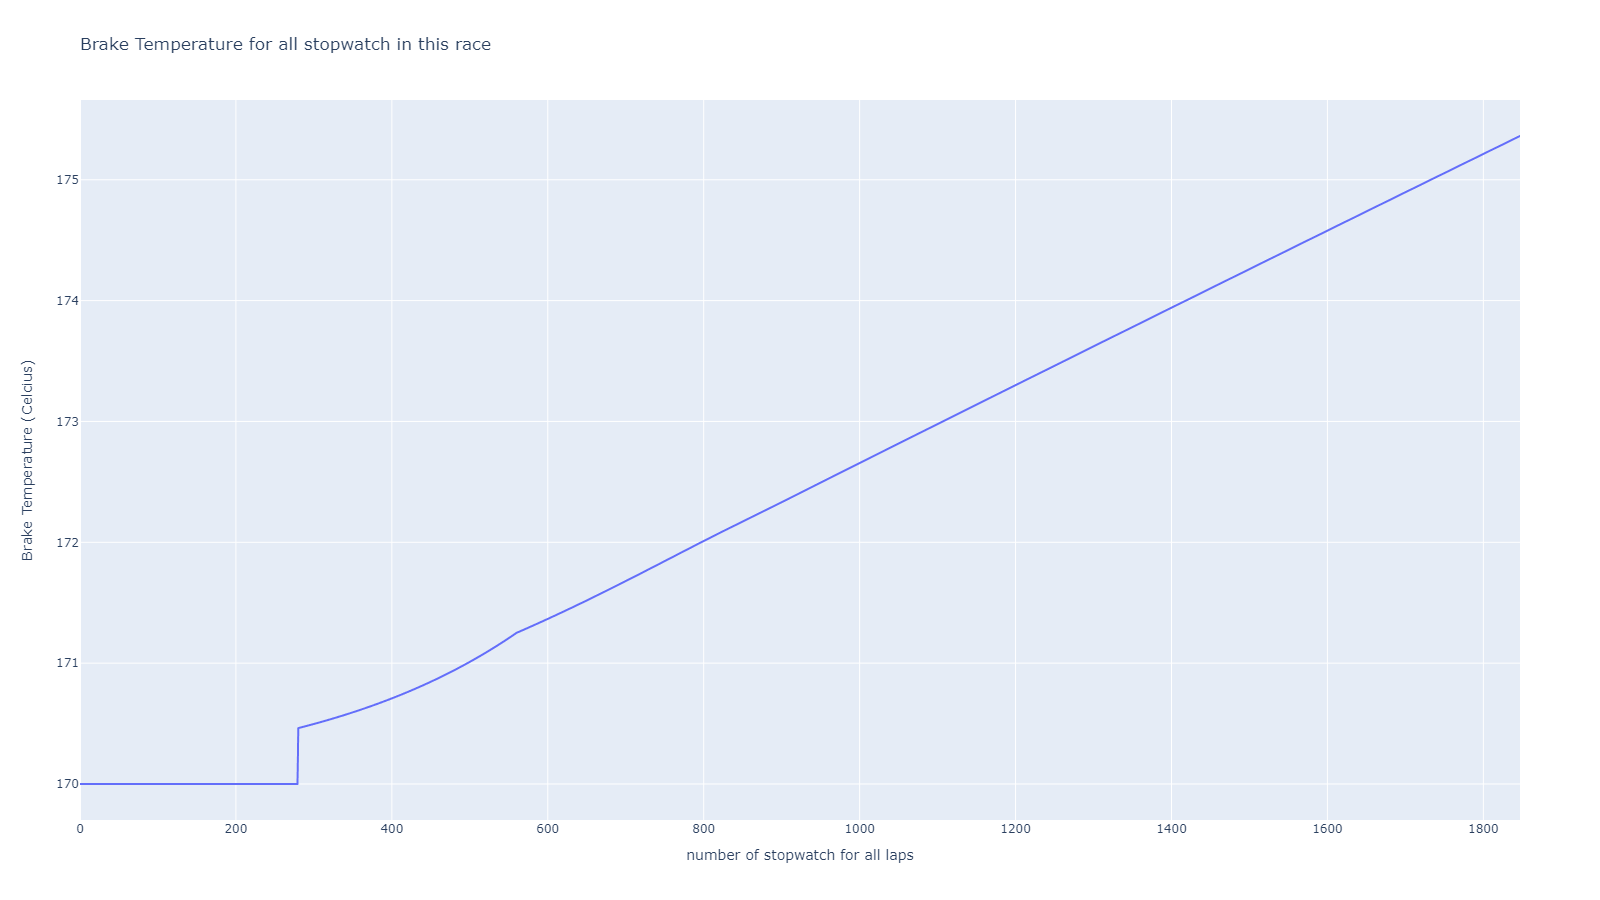 Brake Temperature for all stopwatch in this race
Brake Temperature (Celcius)
175
174
173
172
171
170
0 200 400 600 800 1000 1200 1400 1600 1800
number of stopwatch for all laps